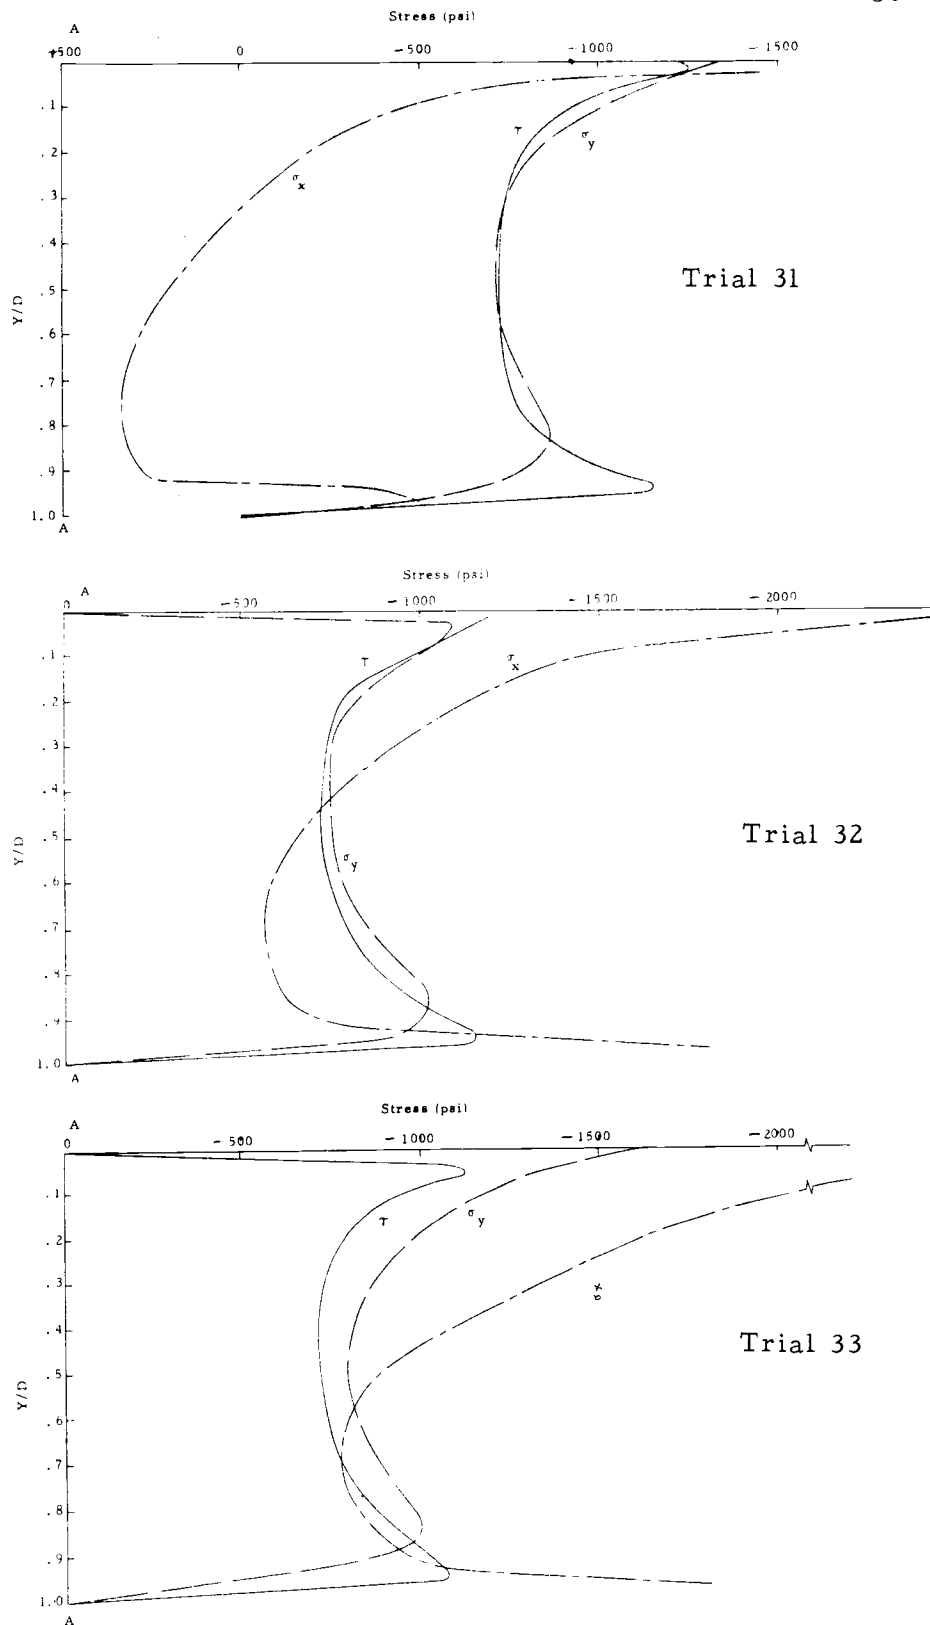 Stress (psi)
A
+500 0 -500 -1000 -1500
.1
.2
.3
.4
.5
.6
.7
.8
.9
1.0
A
Y/D
τ
σy
σx
Trial 31
Stress (psi)
A
0 -500 -1000 -1500 -2000
.1
.2
.3
.4
.5
.6
.7
.8
.9
1.0
A
Y/D
τ
σx
σy
Trial 32
Stress (psi)
A
0 -500 -1000 -1500 -2000
.1
.2
.3
.4
.5
.6
.7
.8
.9
1.0
A
Y/D
τ
σy
σx
Trial 33